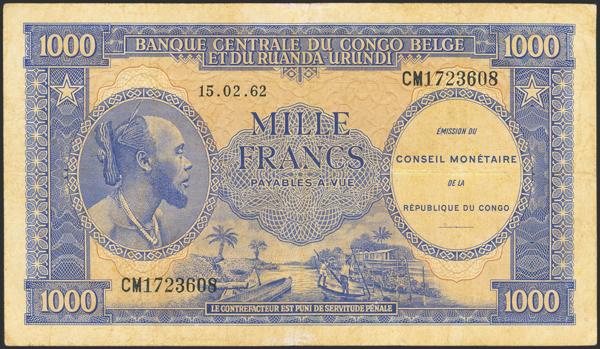 1000
1000
BANQUE CENTRALE DU CONGO BELGE
ET DU RUANDA URUNDI
CM1723608
15.02.62
MILLE
FRANCS
PAYABLES A VUE
ÉMISSION DU
CONSEIL MONÉTAIRE
DE LA
RÉPUBLIQUE DU CONGO
CM1723608
1000
1000
LE CONTREFACTEUR EST PUNI DE SERVITUDE PÉNALE